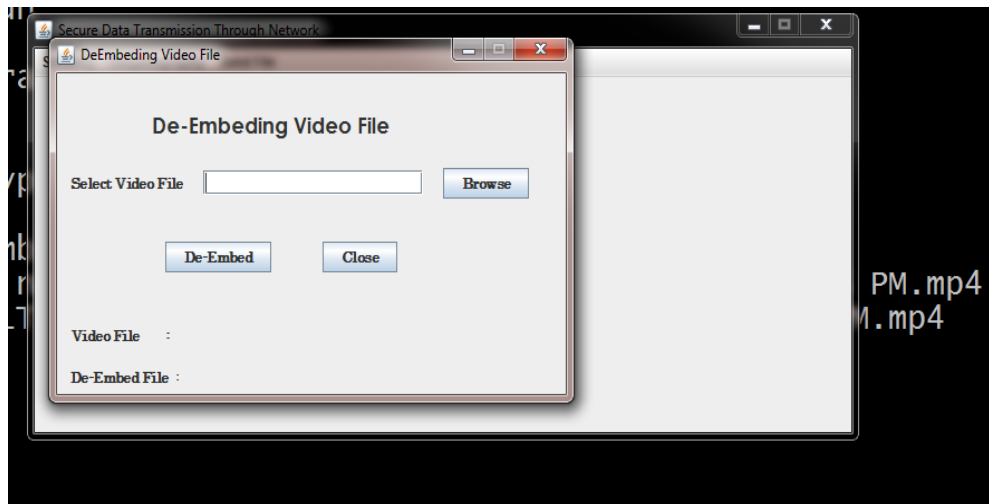 Secure Data Transmission Through Network
DeEmbeding Video File
De-Embeding Video File
Select Video File
Browse
De-Embed
Close
Video File :
De-Embed File :
PM.mp4
M.mp4